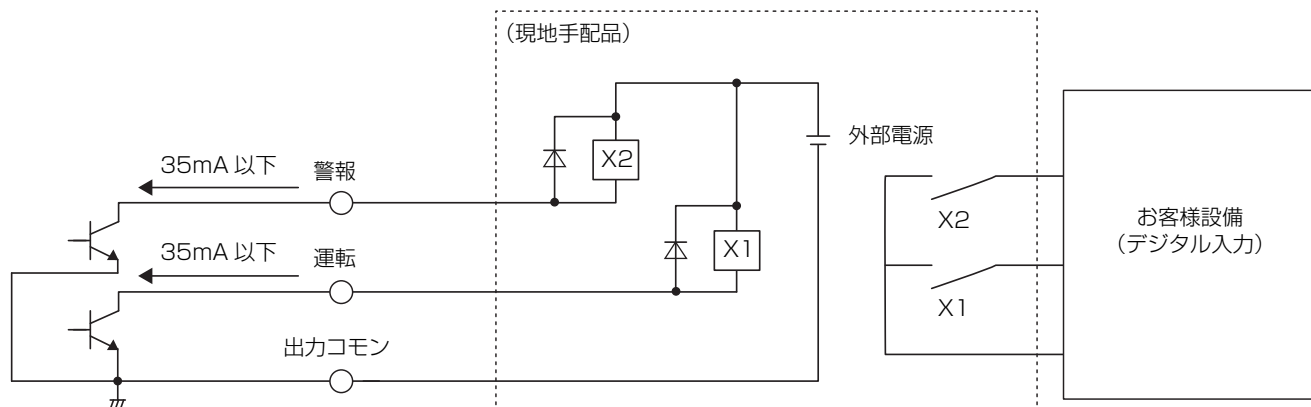 (現地手配品)
外部電源
X2
35mA 以下
警報
お客様設備
(デジタル入力)
X2
35mA 以下
運転
X1
X1
出力コモン